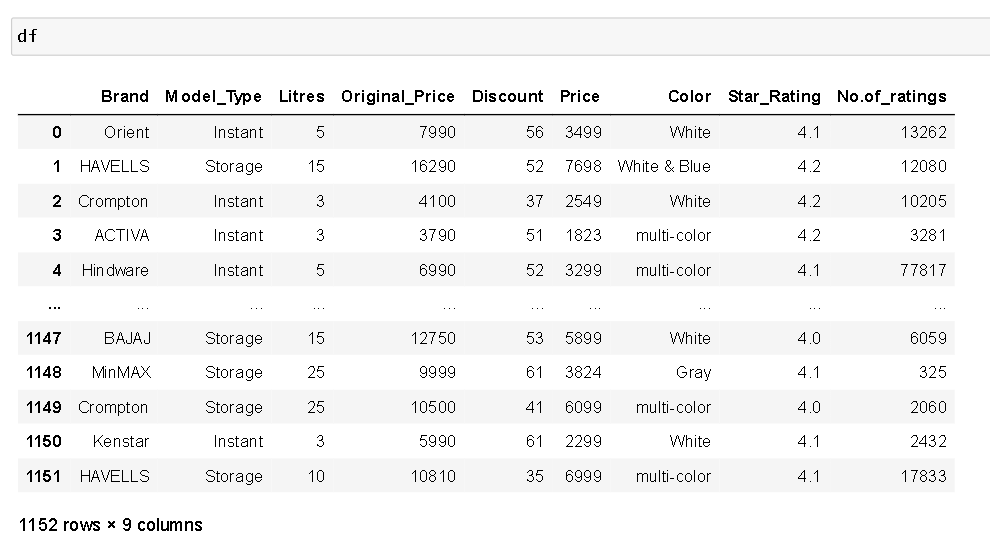 df
Brand Model_Type Litres Original_Price Discount Price Color Star_Rating No.of_ratings
0 Orient Instant 5 7990 56 3499 White 4.1 13262
1 HAVELLS Storage 15 16290 52 7698 White & Blue 4.2 12080
2 Crompton Instant 3 4100 37 2549 White 4.2 10205
3 ACTIVA Instant 3 3790 51 1823 multi-color 4.2 3281
4 Hindware Instant 5 6990 52 3299 multi-color 4.1 77817
... ... ... ... ... ... ... ... ... ...
1147 BAJAJ Storage 15 12750 53 5899 White 4.0 6059
1148 MinMAX Storage 25 9999 61 3824 Gray 4.1 325
1149 Crompton Storage 25 10500 41 6099 multi-color 4.0 2060
1150 Kenstar Instant 3 5990 61 2299 White 4.1 2432
1151 HAVELLS Storage 10 10810 35 6999 multi-color 4.1 17833
1152 rows × 9 columns